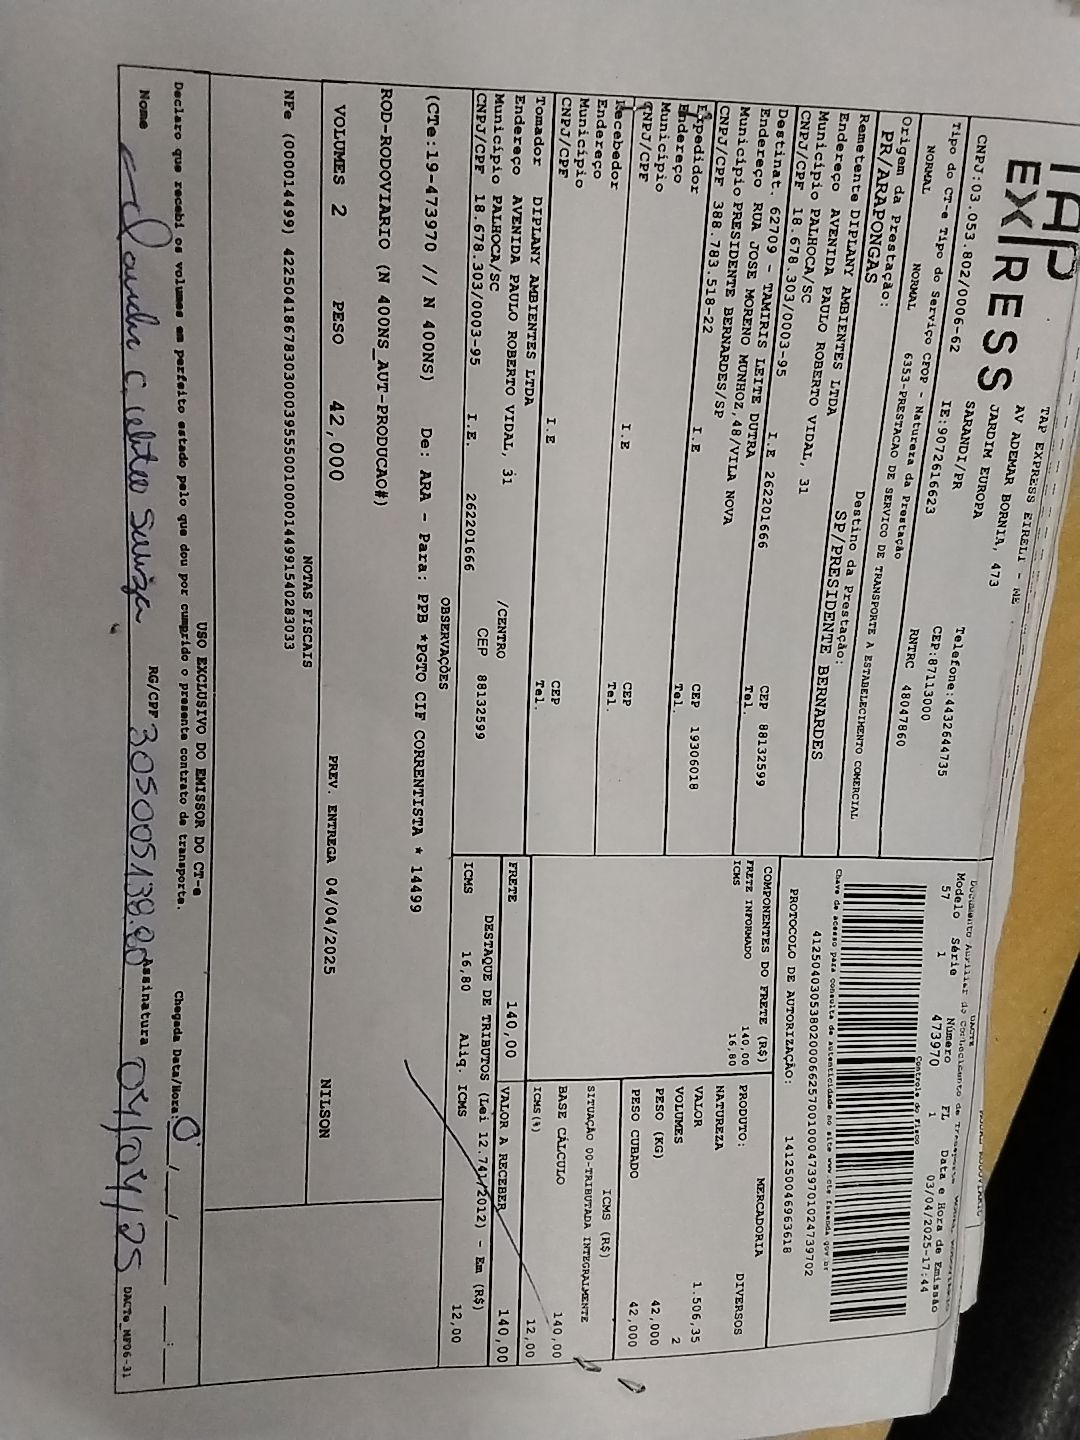 TAP
EX/RESS
TAP EXPRESS EIRELI - ME
AV ADEMAR BORNIA, 473
JARDIM EUROPA
SARANDI/PR
CNPJ:03.053.802/0006-62
IE:9072616623
Telefone:4432644735
CEP:87113000
RNTRC 48047860
Tipo do CT-e Tipo do Serviço CFOP - Natureza da Prestação
NORMAL NORMAL 6353-PRESTACAO DE SERVICO DE TRANSPORTE A ESTABELECIMENTO COMERCIAL
Origem da Prestação: Destino da Prestação:
PR/ARAPONGAS SP/PRESIDENTE BERNARDES
Remetente DIPLANY AMBIENTES LTDA
Endereço AVENIDA PAULO ROBERTO VIDAL, 31
Município PALHOCA/SC CEP 88132599
CNPJ/CPF 18.678.303/0003-95 I.E 262201666 Tel.
Destinat. 62709 - TAMIRIS LEITE DUTRA
Endereço RUA JOSE MORENO MUNHOZ,48/VILA NOVA
Município PRESIDENTE BERNARDES/SP CEP 19306018
CNPJ/CPF 388.783.518-22 I.E Tel.
Expedidor
Endereço
Município CEP
CNPJ/CPF I.E Tel.
Recebedor
Endereço
Município CEP
CNPJ/CPF I.E Tel.
Tomador DIPLANY AMBIENTES LTDA
Endereço AVENIDA PAULO ROBERTO VIDAL, 31 /CENTRO
Município PALHOCA/SC CEP 88132599
CNPJ/CPF 18.678.303/0003-95 I.E. 262201666
DACTE
Documento Auxiliar do Conhecimento de Transporte
Modelo Série Número FL Data e Hora de Emissão
57 1 473970 1 03/04/2025-17:44
Controle do Fisco
Chave de acesso para consulta de autenticidade no site www.cte.fazenda.gov.br
41250403053802000662570010004739701024739702
PROTOCOLO DE AUTORIZAÇÃO: 141250046963618
COMPONENTES DO FRETE (R$)
FRETE INFORMADO 140,00
ICMS 16,80
MERCADORIA
PRODUTO: DIVERSOS
NATUREZA
VALOR 1.506,35
VOLUMES 2
PESO (KG) 42,000
PESO CUBADO 42,000
ICMS (R$)
SITUAÇÃO 00-TRIBUTADA INTEGRALMENTE
BASE CÁLCULO 140,00
ICMS(%) 12,00
FRETE 140,00 VALOR A RECEBER 140,00
DESTAQUE DE TRIBUTOS (Lei 12.741/2012) - Em (R$)
ICMS 16,80 Aliq. ICMS 12,00
OBSERVAÇÕES
(CTe:19-473970 // N 400NS) De: ARA - Para: PPB *PGTO CIF CORRENTISTA * 14499
ROD-RODOVIARIO (N 400NS_AUT-PRODUCAO#)
VOLUMES 2 PESO 42,000 PREV. ENTREGA 04/04/2025 NILSON
NOTAS FISCAIS
NFe (000014499) 42250418678303000395550010000144991540283033
USO EXCLUSIVO DO EMISSOR DO CT-e
Declaro que recebi os volumes em perfeito estado pelo que dou por cumprido o presente contrato de transporte. Chegada Data/Hora: / / :
Nome RG/CPF Assinatura 04/04/25
DACTe_MF06-31